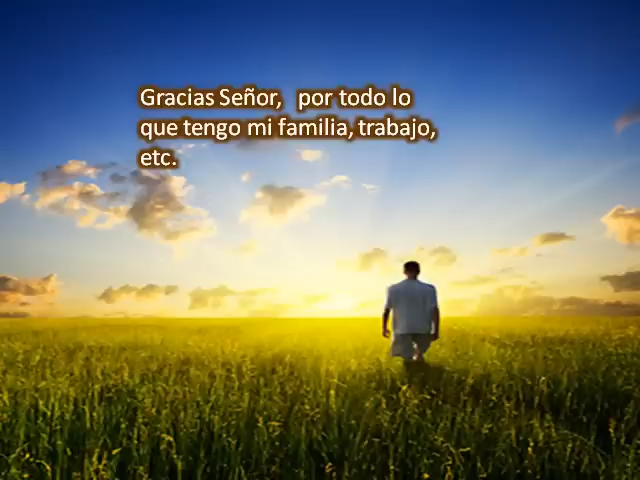 Gracias Señor,  por todo lo
que tengo mi familia, trabajo,
etc.